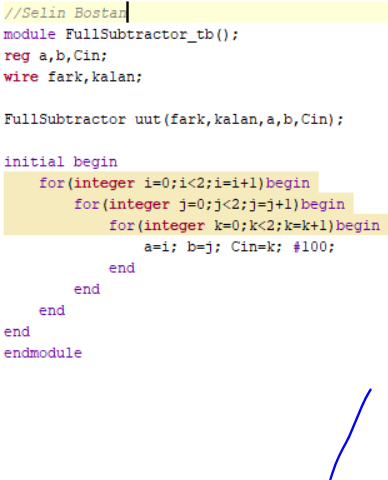 //Selin Bostan
module FullSubtractor_tb();
reg a,b,Cin;
wire fark,kalan;

FullSubtractor uut(fark,kalan,a,b,Cin);

initial begin
    for(integer i=0;i<2;i=i+1)begin
        for(integer j=0;j<2;j=j+1)begin
            for(integer k=0;k<2;k=k+1)begin
                a=i; b=j; Cin=k; #100;
            end
        end
    end
end
endmodule